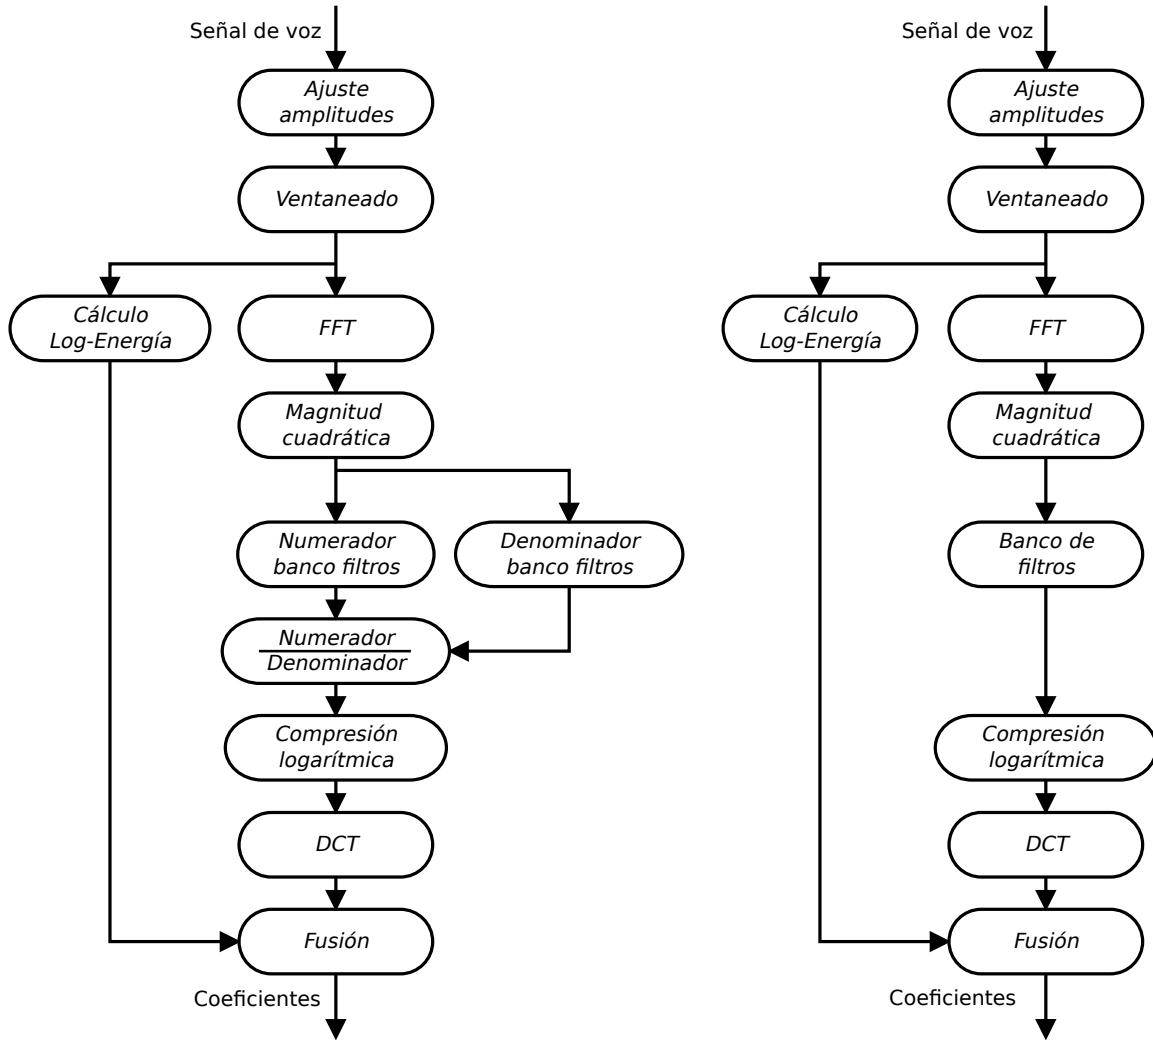 Señal de voz
Ajuste
amplitudes
Ventaneado
Cálculo
Log-Energía
FFT
Magnitud
cuadrática
Numerador
banco filtros
Denominador
banco filtros
Numerador
Denominador
Compresión
logarítmica
DCT
Fusión
Coeficientes
Señal de voz
Ajuste
amplitudes
Ventaneado
Cálculo
Log-Energía
FFT
Magnitud
cuadrática
Banco de
filtros
Compresión
logarítmica
DCT
Fusión
Coeficientes